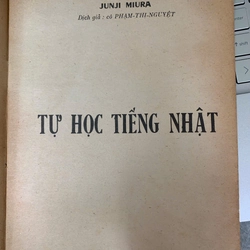 JUNJI MIURA
Dịch giả : cô PHẠM-THỊ-NGUYỆT
TỰ HỌC TIẾNG NHẬT